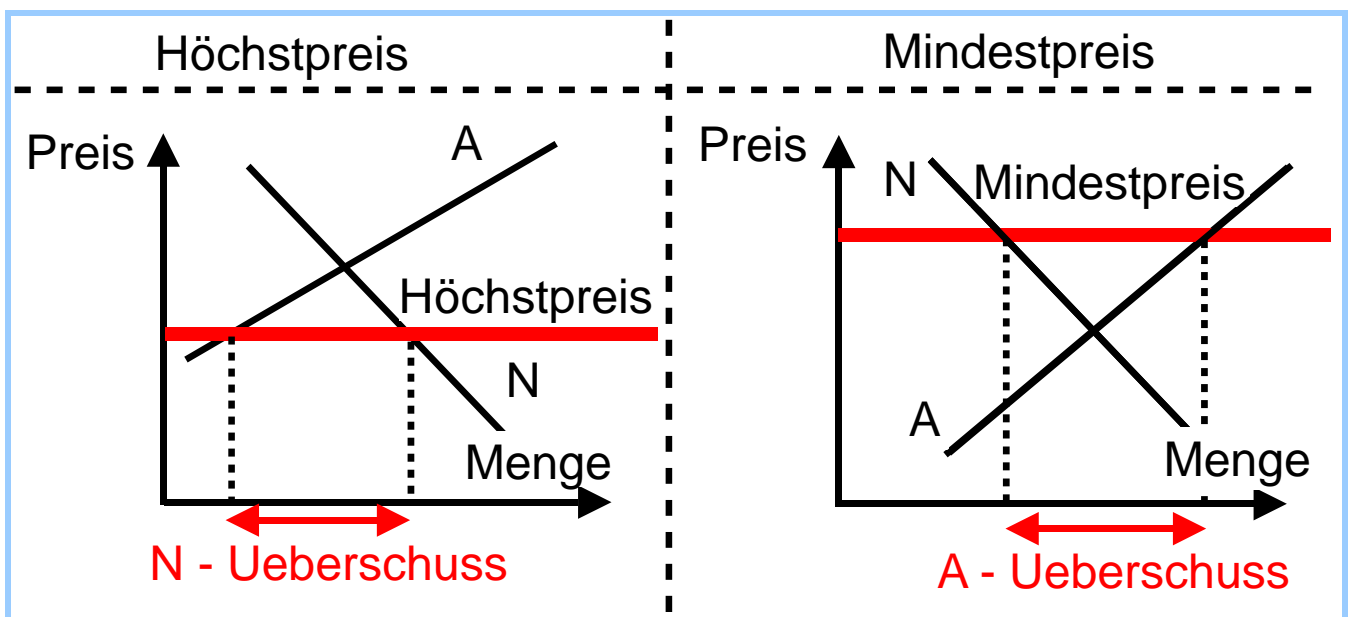 Höchstpreis
Mindestpreis
Preis
A
Höchstpreis
N
Menge
N - Ueberschuss
Preis
N
Mindestpreis
A
Menge
A - Ueberschuss